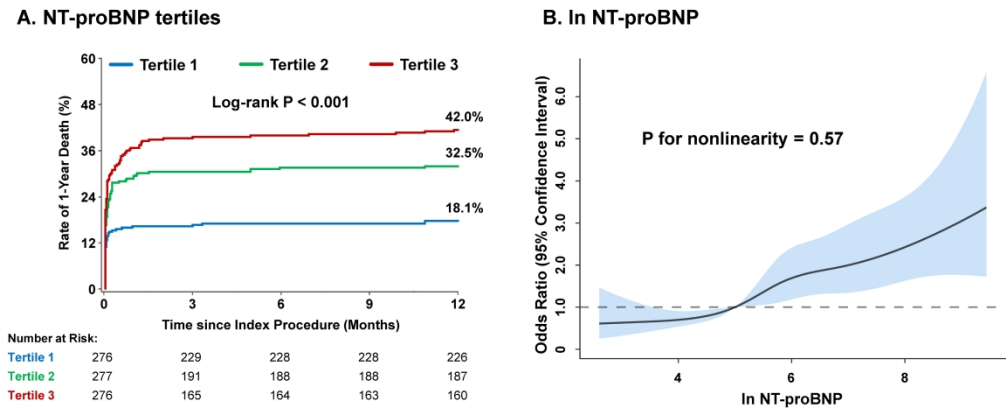 A. NT-proBNP tertiles
Rate of 1-Year Death (%)
60
48
36
24
12
0
Tertile 1 Tertile 2 Tertile 3
Log-rank P < 0.001
42.0%
32.5%
18.1%
0 3 6 9 12
Time since Index Procedure (Months)
Number at Risk:
Tertile 1 276 229 228 228 226
Tertile 2 277 191 188 188 187
Tertile 3 276 165 164 163 160
B. ln NT-proBNP
Odds Ratio (95% Confidence Interval)
6.0
5.0
4.0
3.0
2.0
1.0
0
P for nonlinearity = 0.57
4 6 8
ln NT-proBNP